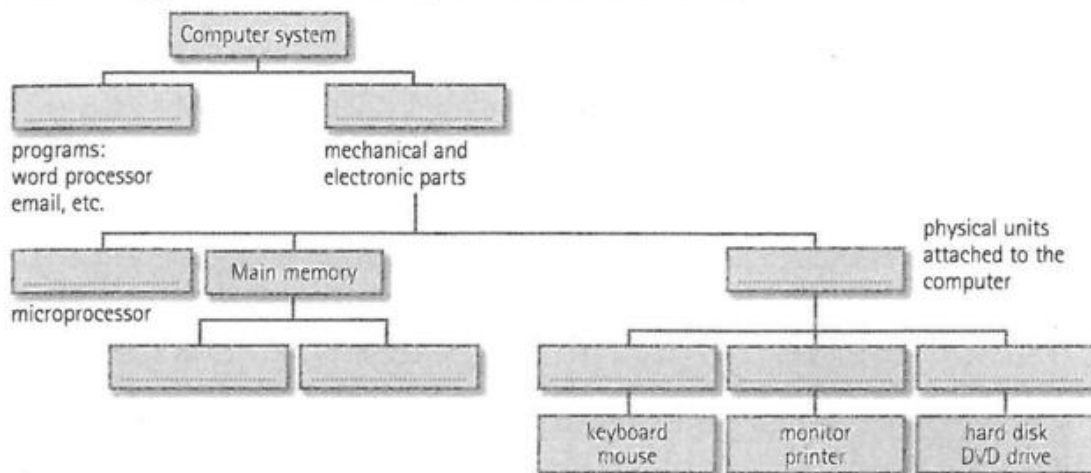 Computer system
programs:
word processor
email, etc.
mechanical and
electronic parts
physical units
attached to the
computer
Main memory
microprocessor
keyboard
mouse
monitor
printer
hard disk
DVD drive